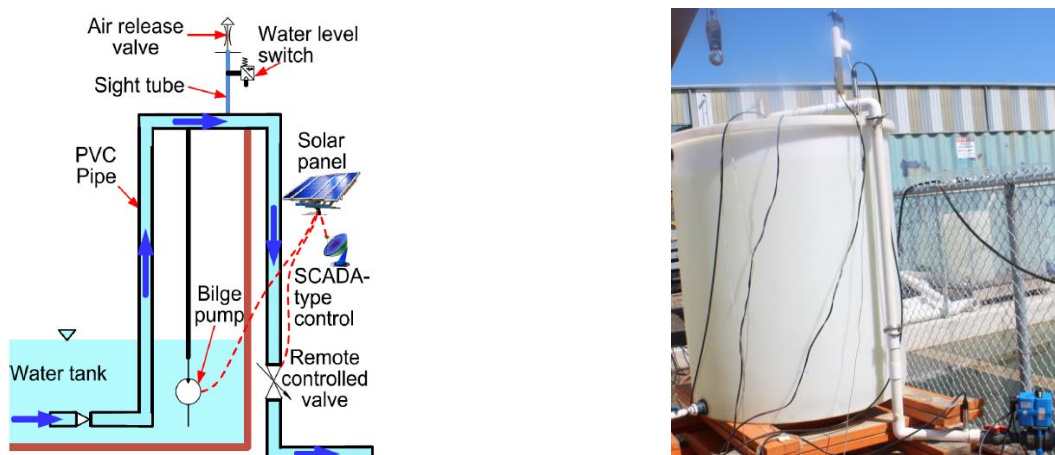 Air release
valve
Water level
switch
Sight tube
Solar
panel
PVC
Pipe
SCADA-
type
control
Bilge
pump
Water tank
Remote
controlled
valve